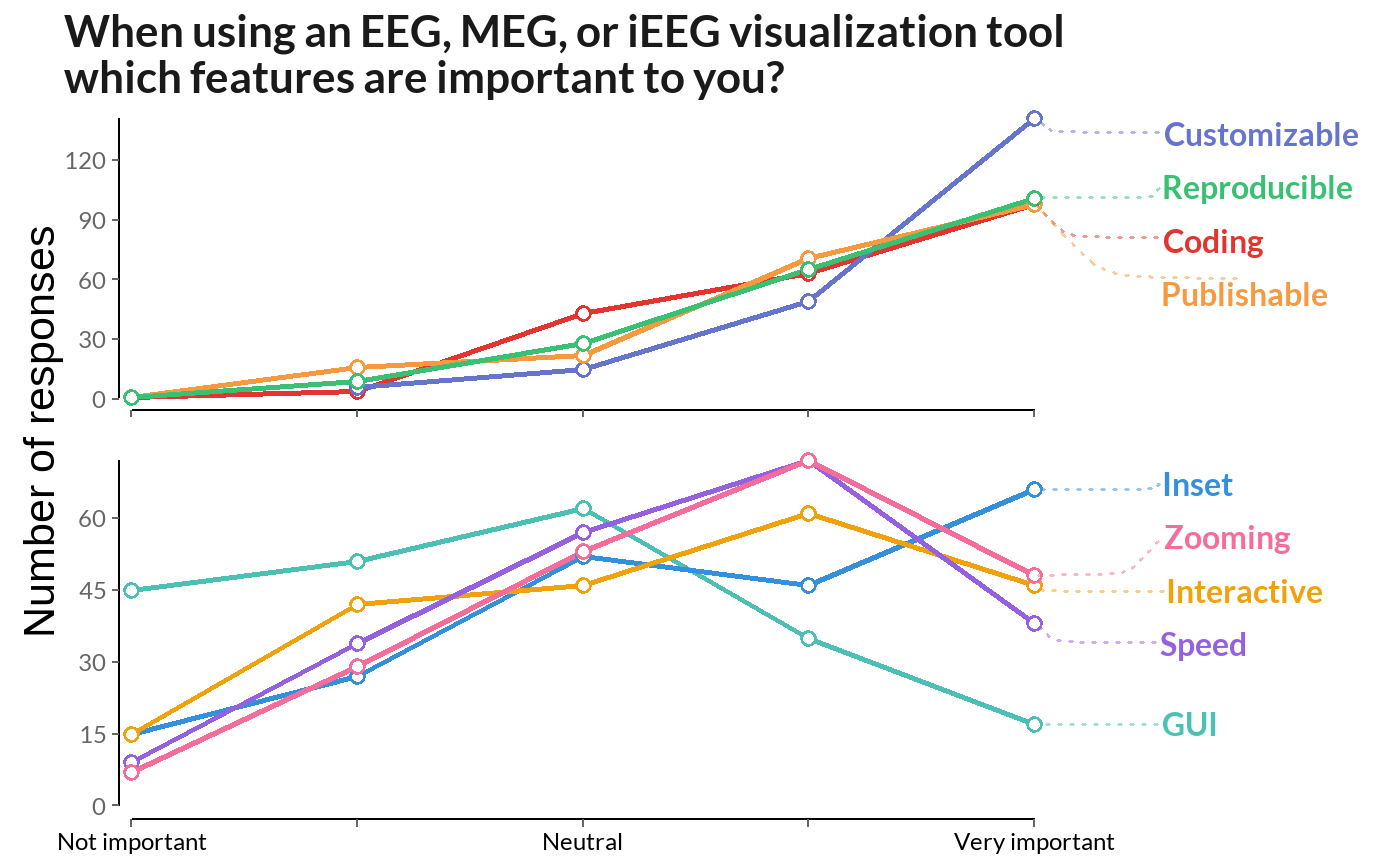 When using an EEG, MEG, or iEEG visualization tool
which features are important to you?
Number of responses
120
90
60
30
0
Customizable
Reproducible
Coding
Publishable
60
45
30
15
0
Inset
Zooming
Interactive
Speed
GUI
Not important
Neutral
Very important